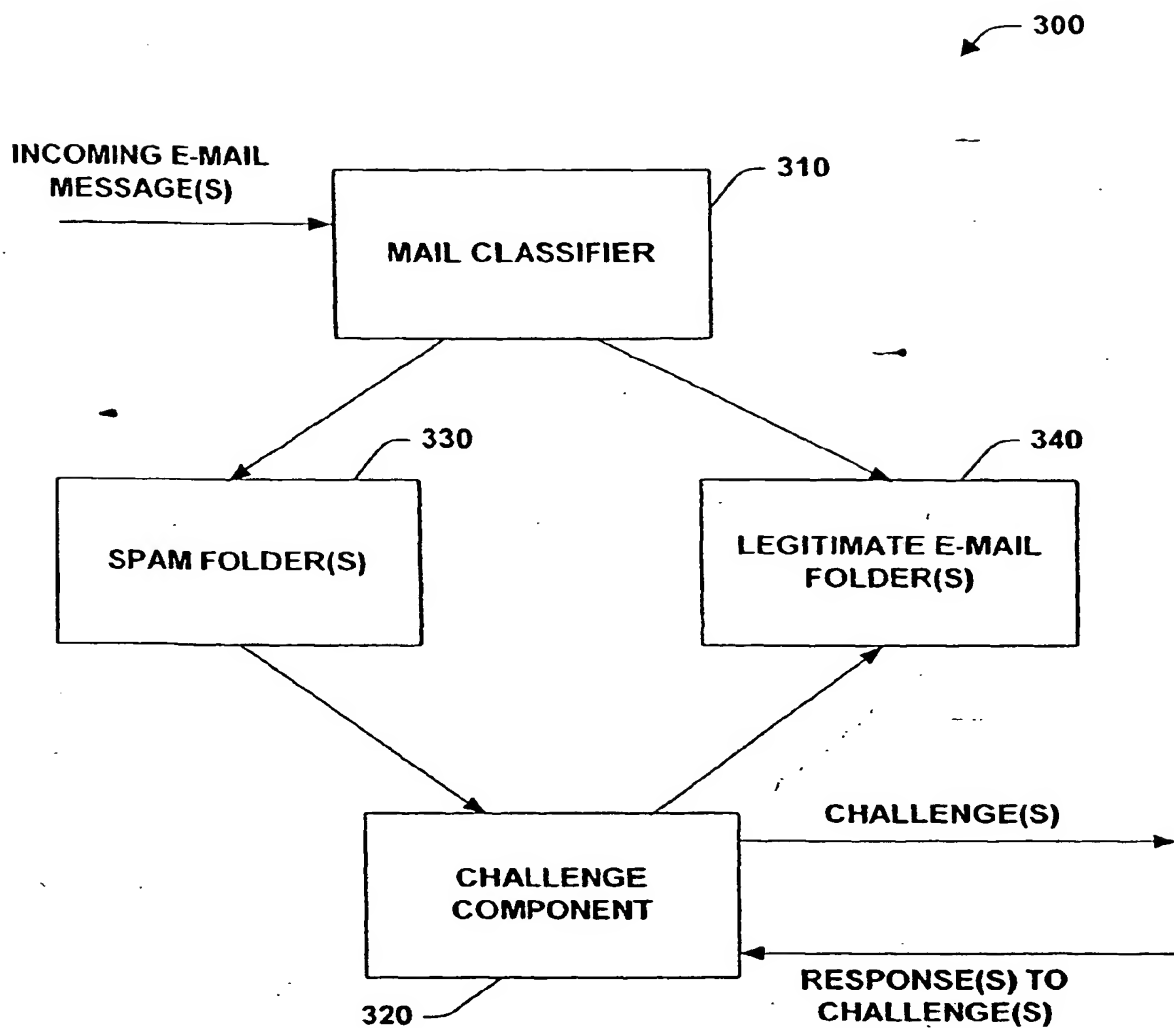 300
INCOMING E-MAIL
MESSAGE(S)
310
MAIL CLASSIFIER
330
340
SPAM FOLDER(S)
LEGITIMATE E-MAIL
FOLDER(S)
CHALLENGE(S)
CHALLENGE
COMPONENT
RESPONSE(S) TO
CHALLENGE(S)
320